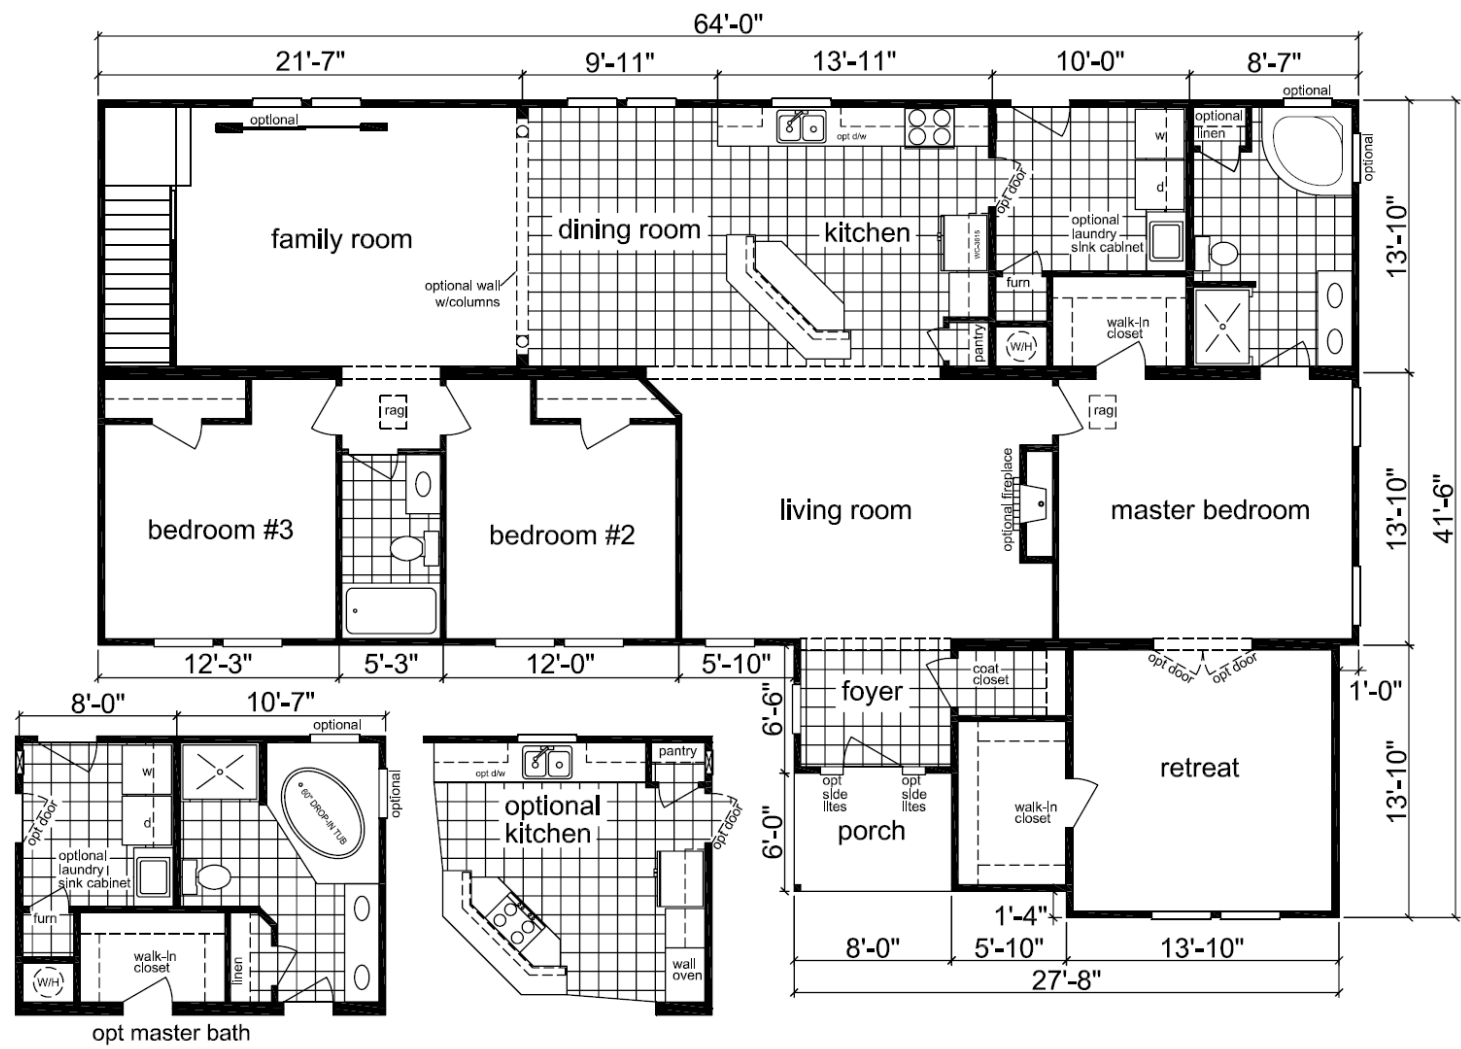 64'-0"
21'-7"
9'-11"
13'-11"
10'-0"
8'-7"
optional
optional
optional
linen
w
opt d/w
optional
opt door
d
dining room
family room
kitchen
optional
laundry
sink cabinet
13'-10"
optional wall
w/columns
furn
walk-in
closet
W/H
pantry
rag
rag
41'-6"
bedroom #3
bedroom #2
living room
optional fireplace
master bedroom
13'-10"
12'-3"
5'-3"
12'-0"
5'-10"
opt door
opt door
coat
closet
foyer
6'-6"
1'-0"
8'-0"
10'-7"
optional
w
optional
opt door
d
60" DROP-IN TUB
optional
laundry
sink cabinet
furn
W/H
walk-in
closet
linen
opt master bath
pantry
opt d/w
optional
kitchen
opt door
wall
oven
retreat
opt
side
lites
opt
side
lites
walk-in
closet
porch
6'-0"
13'-10"
1'-4"
8'-0"
5'-10"
13'-10"
27'-8"